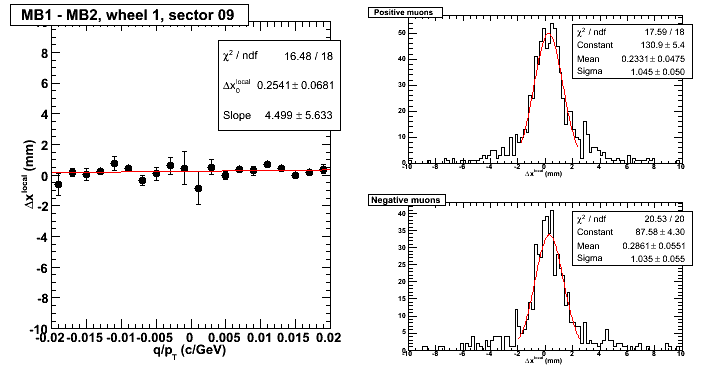 MB1 - MB2, wheel 1, sector 09
χ² / ndf 16.48 / 18
Δx₀^local 0.2541 ± 0.0681
Slope 4.499 ± 5.633
Δx^local (mm)
8
6
4
2
0
-2
-4
-6
-8
-10
-0.02 -0.015 -0.01 -0.005 0 0.005 0.01 0.015 0.02
q/p_T (c/GeV)
Positive muons
χ² / ndf 17.59 / 18
Constant 130.9 ± 5.4
Mean 0.2331 ± 0.0475
Sigma 1.045 ± 0.050
50
40
30
20
10
0
-10 -8 -6 -4 -2 0 2 4 6 8 10
Δx^local (mm)
Negative muons
χ² / ndf 20.53 / 20
Constant 87.58 ± 4.30
Mean 0.2861 ± 0.0551
Sigma 1.035 ± 0.055
40
35
30
25
20
15
10
5
0
-10 -8 -6 -4 -2 0 2 4 6 8 10
Δx^local (mm)